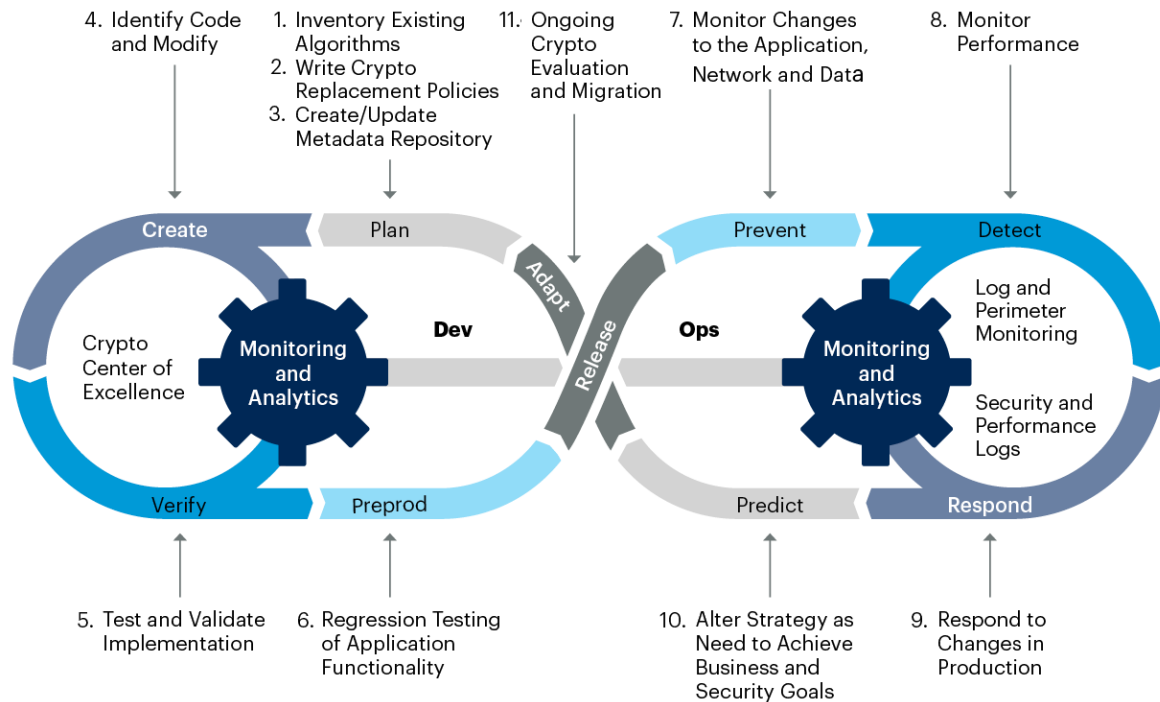 4. Identify Code
and Modify
1. Inventory Existing
Algorithms
2. Write Crypto
Replacement Policies
3. Create/Update
Metadata Repository
11. Ongoing
Crypto
Evaluation
and Migration
7. Monitor Changes
to the Application,
Network and Data
8. Monitor
Performance
Create
Plan
Adapt
Release
Prevent
Detect
Crypto
Center of
Excellence
Monitoring
and
Analytics
Dev
Ops
Monitoring
and
Analytics
Log and
Perimeter
Monitoring
Security and
Performance
Logs
Verify
Preprod
Predict
Respond
5. Test and Validate
Implementation
6. Regression Testing
of Application
Functionality
10. Alter Strategy as
Need to Achieve
Business and
Security Goals
9. Respond to
Changes in
Production